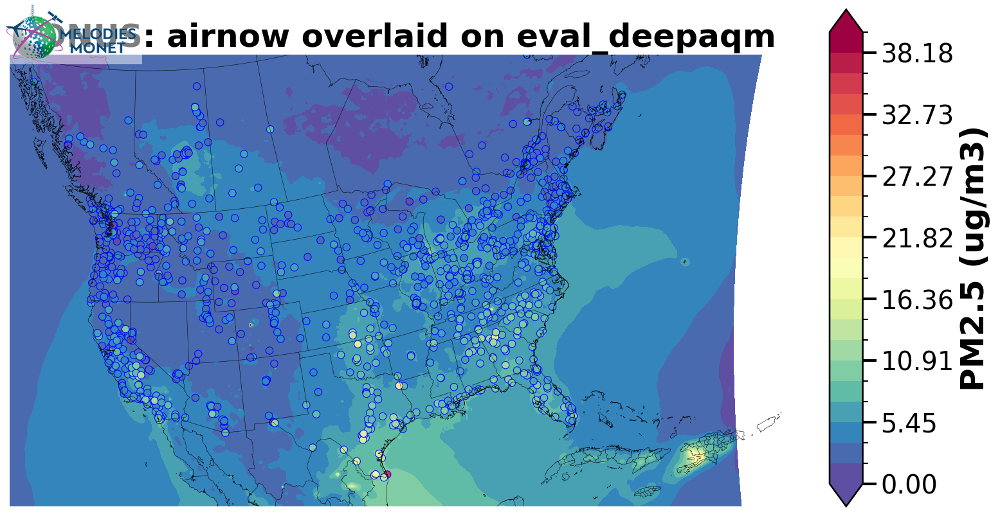 CONUS: airnow overlaid on eval_deepaqm
MELODIES
MONET
38.18
32.73
27.27
21.82
16.36
10.91
5.45
0.00
PM2.5 (ug/m3)